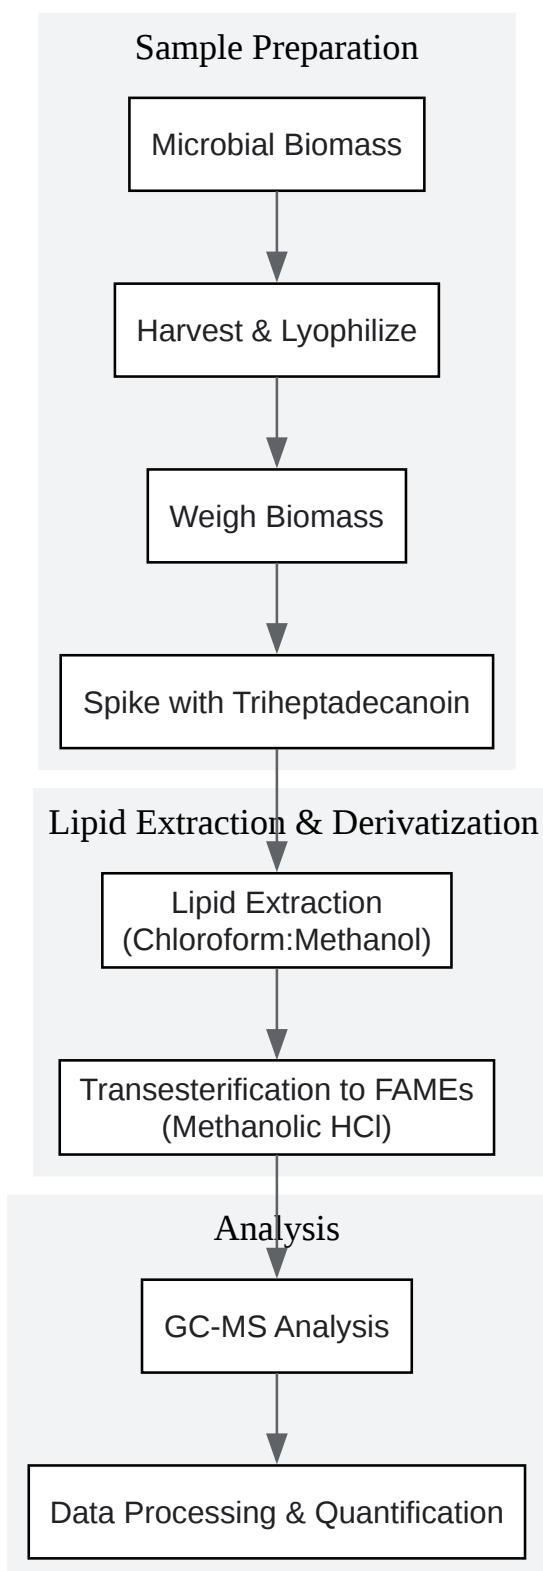 Sample Preparation
Microbial Biomass
Harvest & Lyophilize
Weigh Biomass
Spike with Triheptadecanoin
Lipid Extraction & Derivatization
Lipid Extraction
(Chloroform:Methanol)
Transesterification to FAMEs
(Methanolic HCl)
Analysis
GC-MS Analysis
Data Processing & Quantification